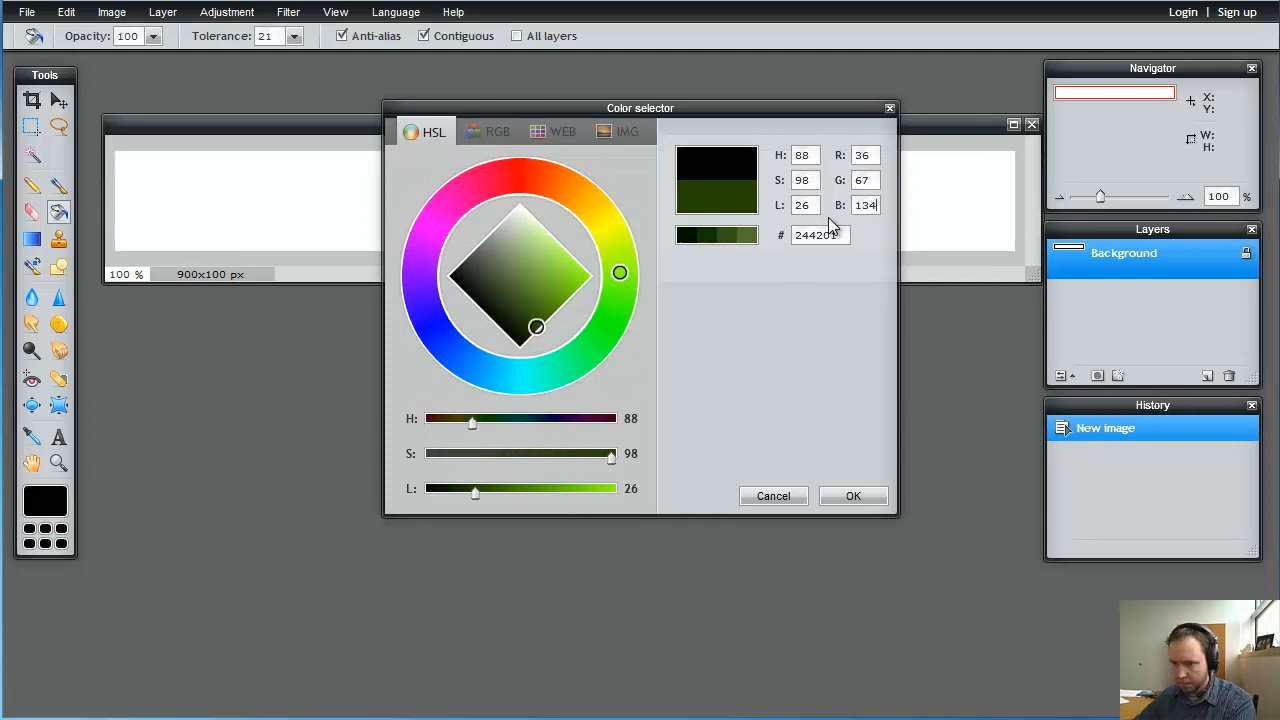 File Edit Image Layer Adjustment Filter View Language Help Login | Sign up
Opacity: 100 Tolerance: 21 Anti-alias Contiguous All layers
Tools
Color selector
HSL RGB WEB IMG
H: 88 R: 36
S: 98 G: 67
L: 26 B: 134
# 244201
H: 88
S: 98
L: 26
Cancel OK
100 % 900x100 px
Navigator
X:
Y:
W:
H:
100 %
Layers
Background
History
New image